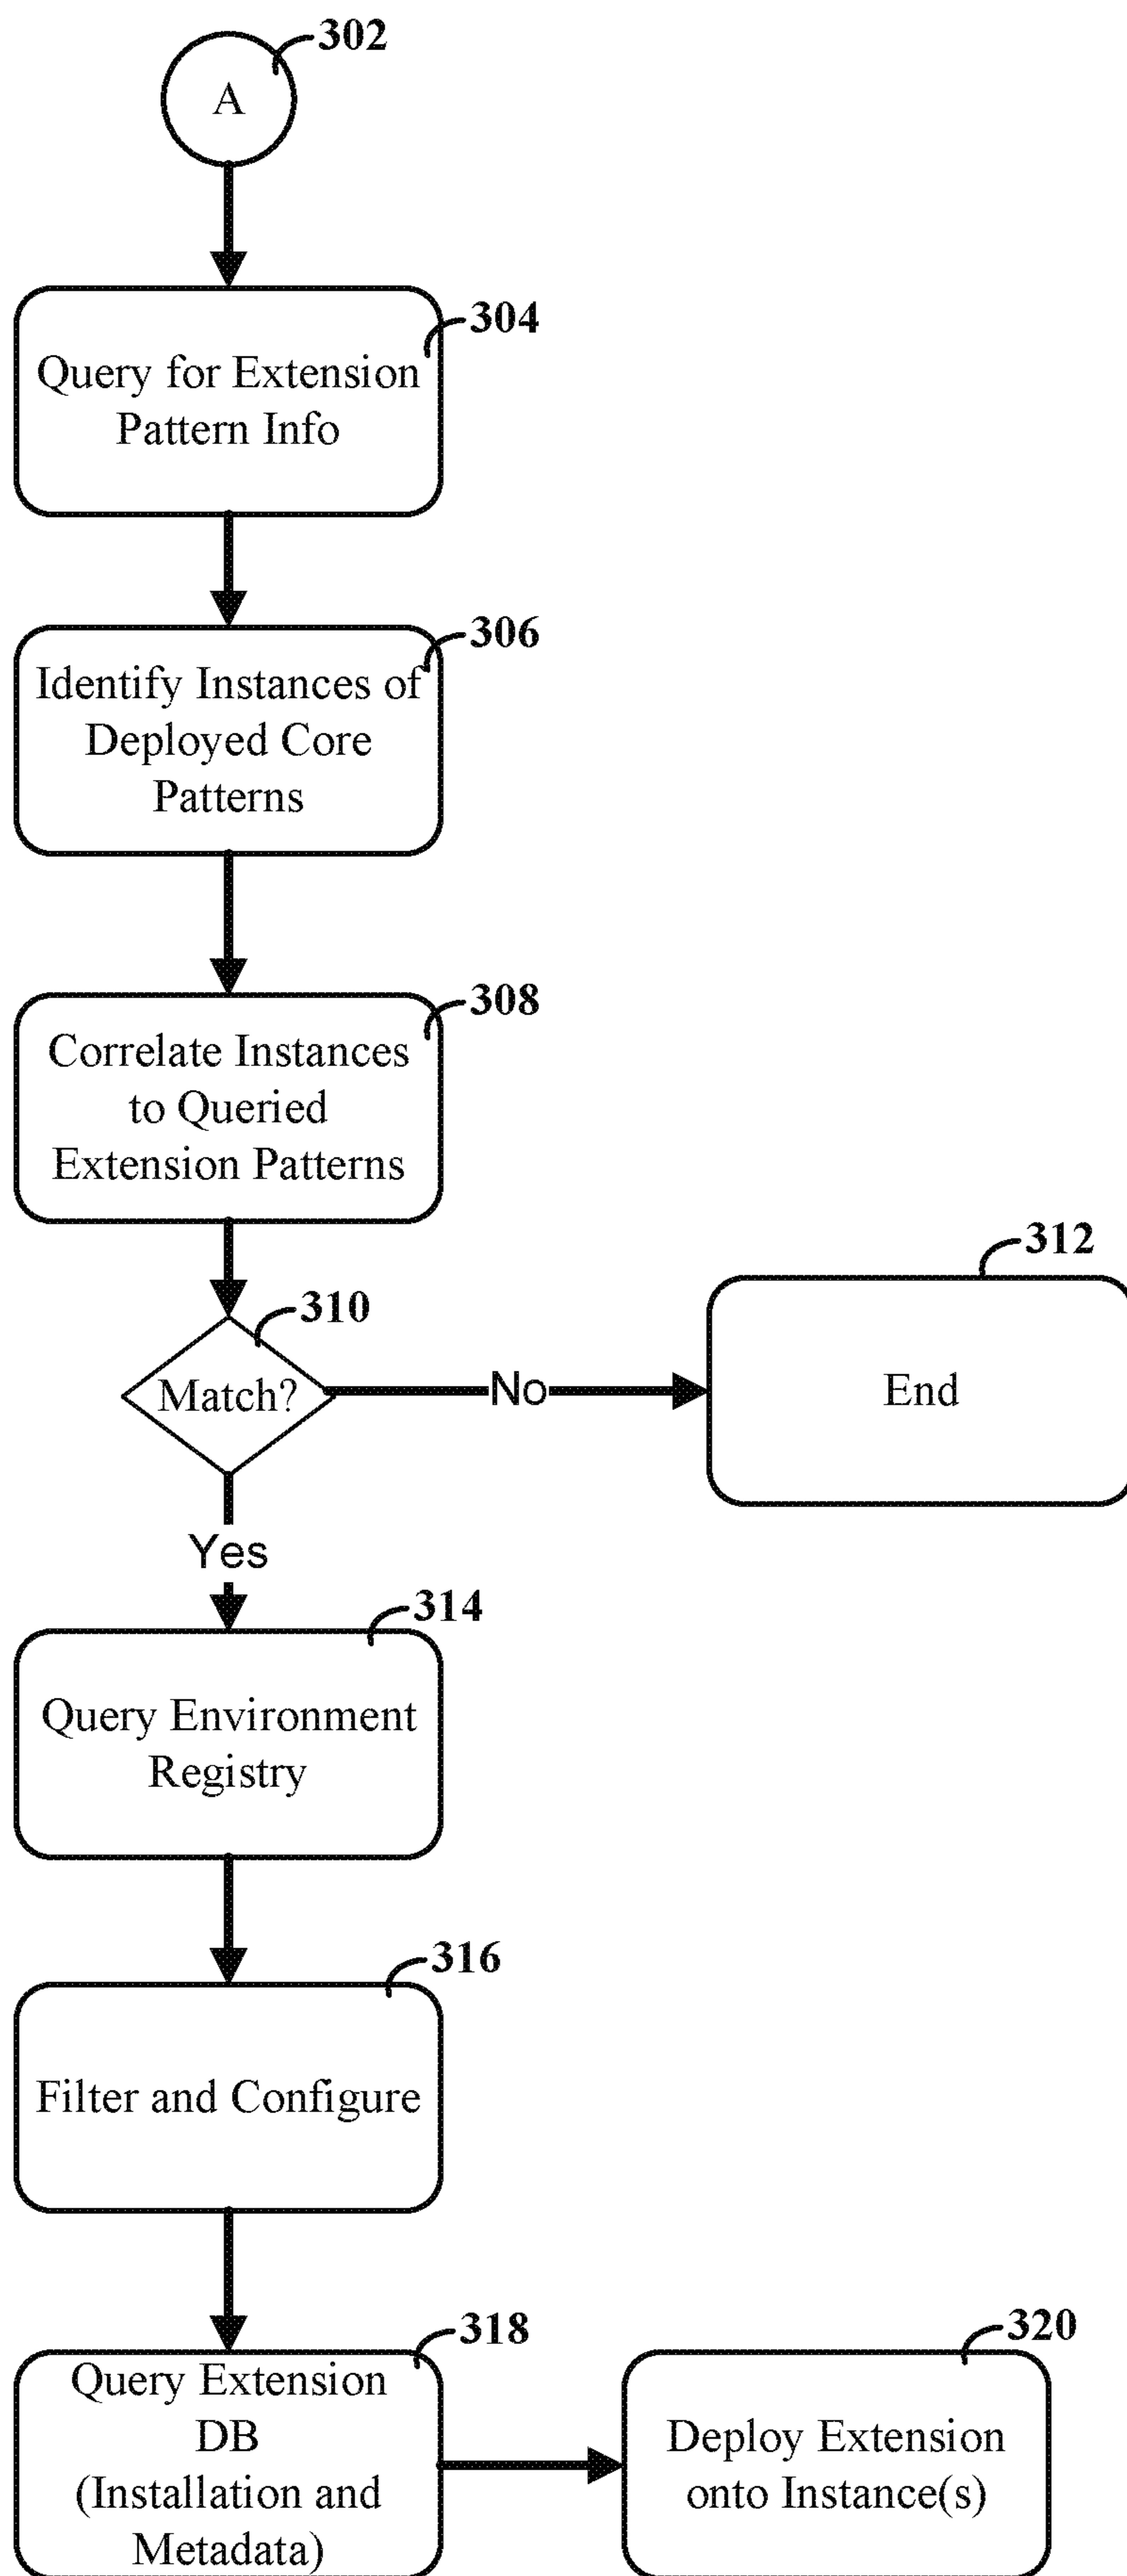 302
A
304
Query for Extension
Pattern Info
306
Identify Instances of
Deployed Core
Patterns
308
Correlate Instances
to Queried
Extension Patterns
312
310
Match?
No
End
Yes
314
Query Environment
Registry
316
Filter and Configure
318
Query Extension
DB
(Installation and
Metadata)
320
Deploy Extension
onto Instance(s)